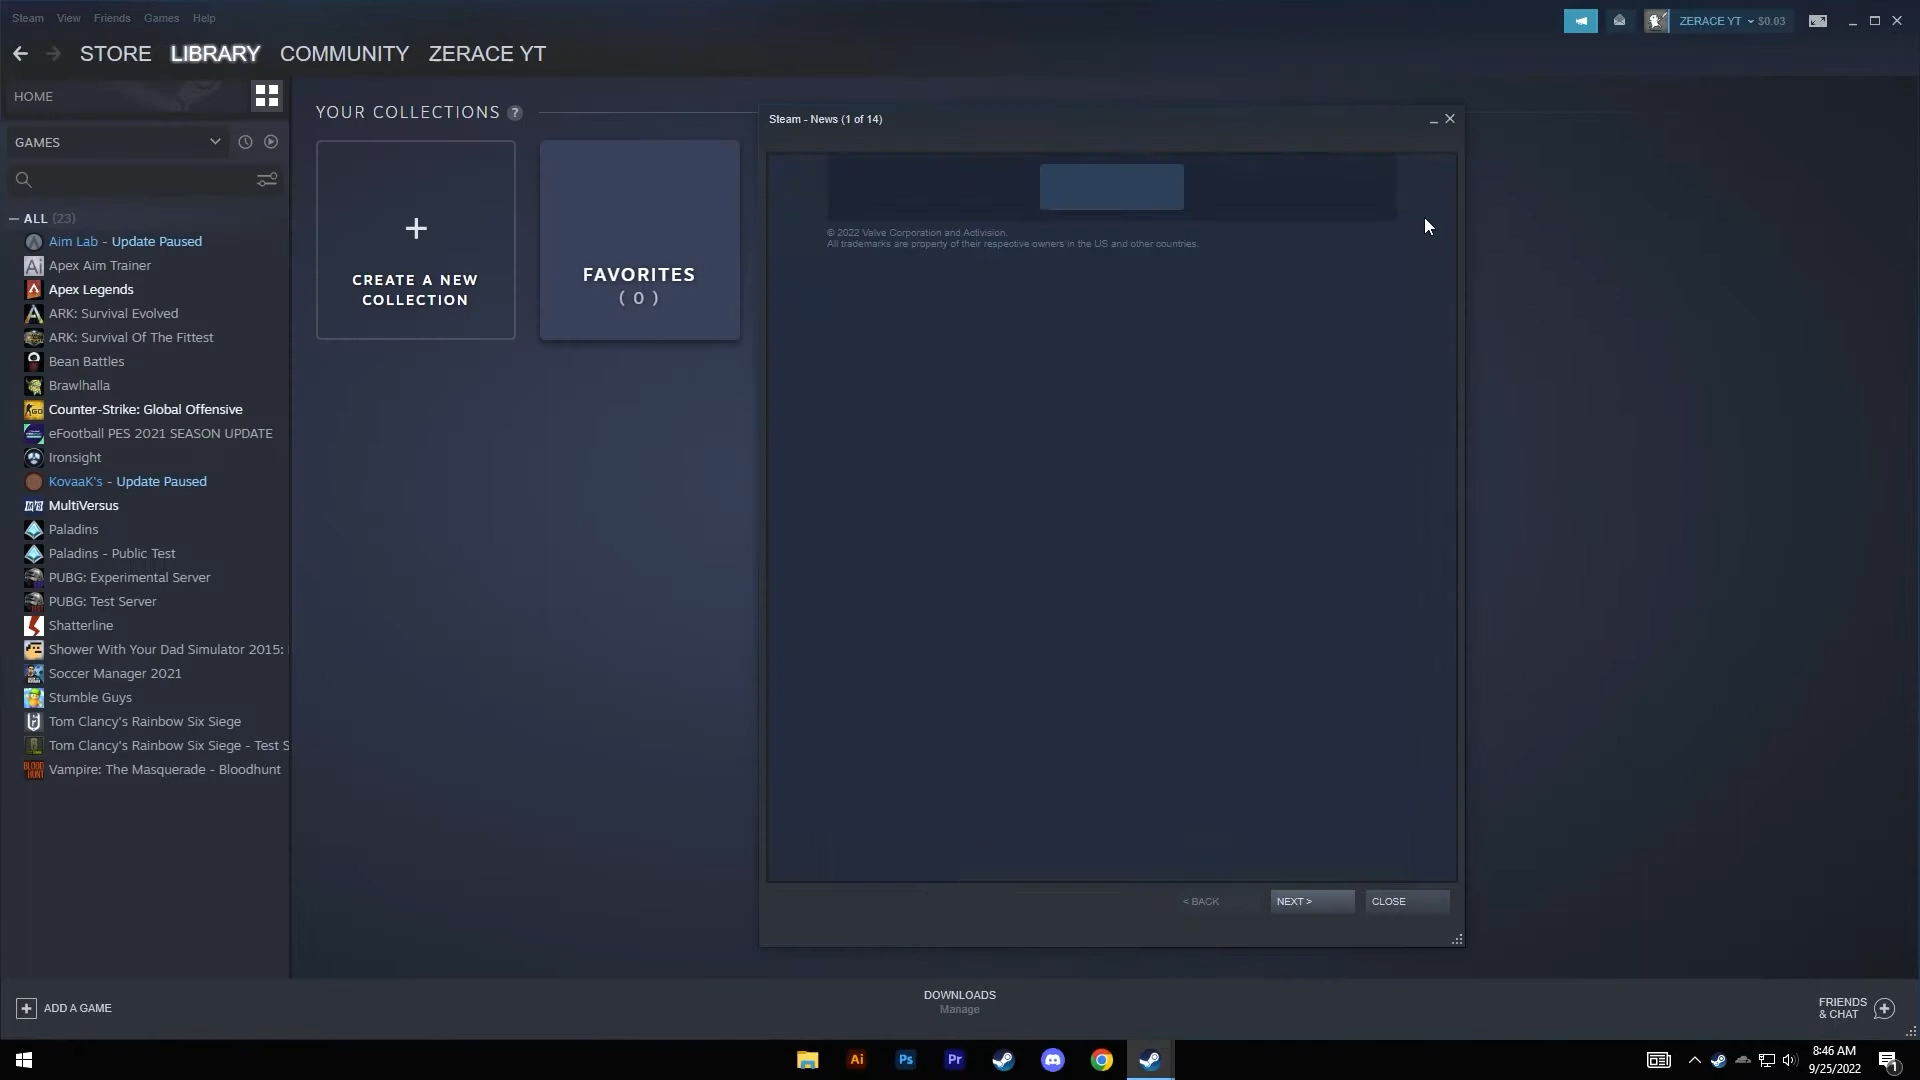 Steam View Friends Games Help
ZERACE YT $0.03
STORE LIBRARY COMMUNITY ZERACE YT
HOME
YOUR COLLECTIONS ?
GAMES
CREATE A NEW
COLLECTION
FAVORITES
( 0 )
Steam - News (1 of 14)
© 2022 Valve Corporation and Activision.
All trademarks are property of their respective owners in the US and other countries.
ALL (23)
Aim Lab - Update Paused
Apex Aim Trainer
Apex Legends
ARK: Survival Evolved
ARK: Survival Of The Fittest
Bean Battles
Brawlhalla
Counter-Strike: Global Offensive
eFootball PES 2021 SEASON UPDATE
Ironsight
KovaaK's - Update Paused
MultiVersus
Paladins
Paladins - Public Test
PUBG: Experimental Server
PUBG: Test Server
Shatterline
Shower With Your Dad Simulator 2015:
Soccer Manager 2021
Stumble Guys
Tom Clancy's Rainbow Six Siege
Tom Clancy's Rainbow Six Siege - Test S
Vampire: The Masquerade - Bloodhunt
< BACK NEXT > CLOSE
ADD A GAME
DOWNLOADS
Manage
FRIENDS
& CHAT
Ai Ps Pr
8:46 AM
9/25/2022
1